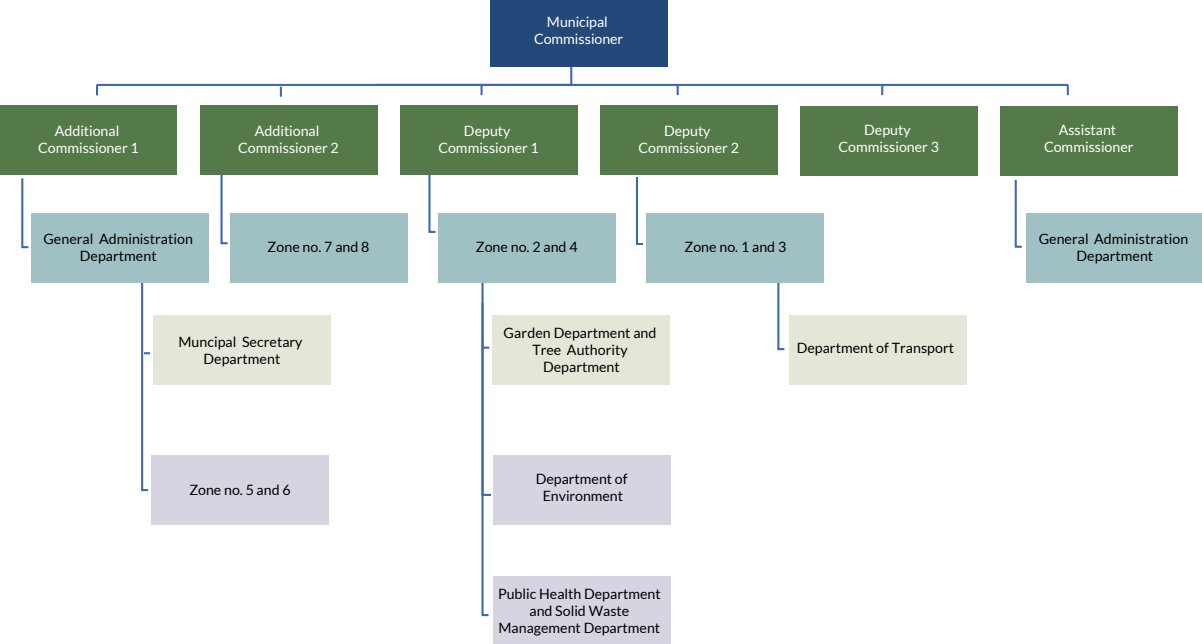 Municipal
Commissioner
Additional
Commissioner 1
Additional
Commissioner 2
Deputy
Commissioner 1
Deputy
Commissioner 2
Deputy
Commissioner 3
Assistant
Commissioner
General Administration
Department
Zone no. 7 and 8
Zone no. 2 and 4
Zone no. 1 and 3
General Administration
Department
Muncipal Secretary
Department
Garden Department and
Tree Authority
Department
Department of Transport
Zone no. 5 and 6
Department of
Environment
Public Health Department
and Solid Waste
Management Department